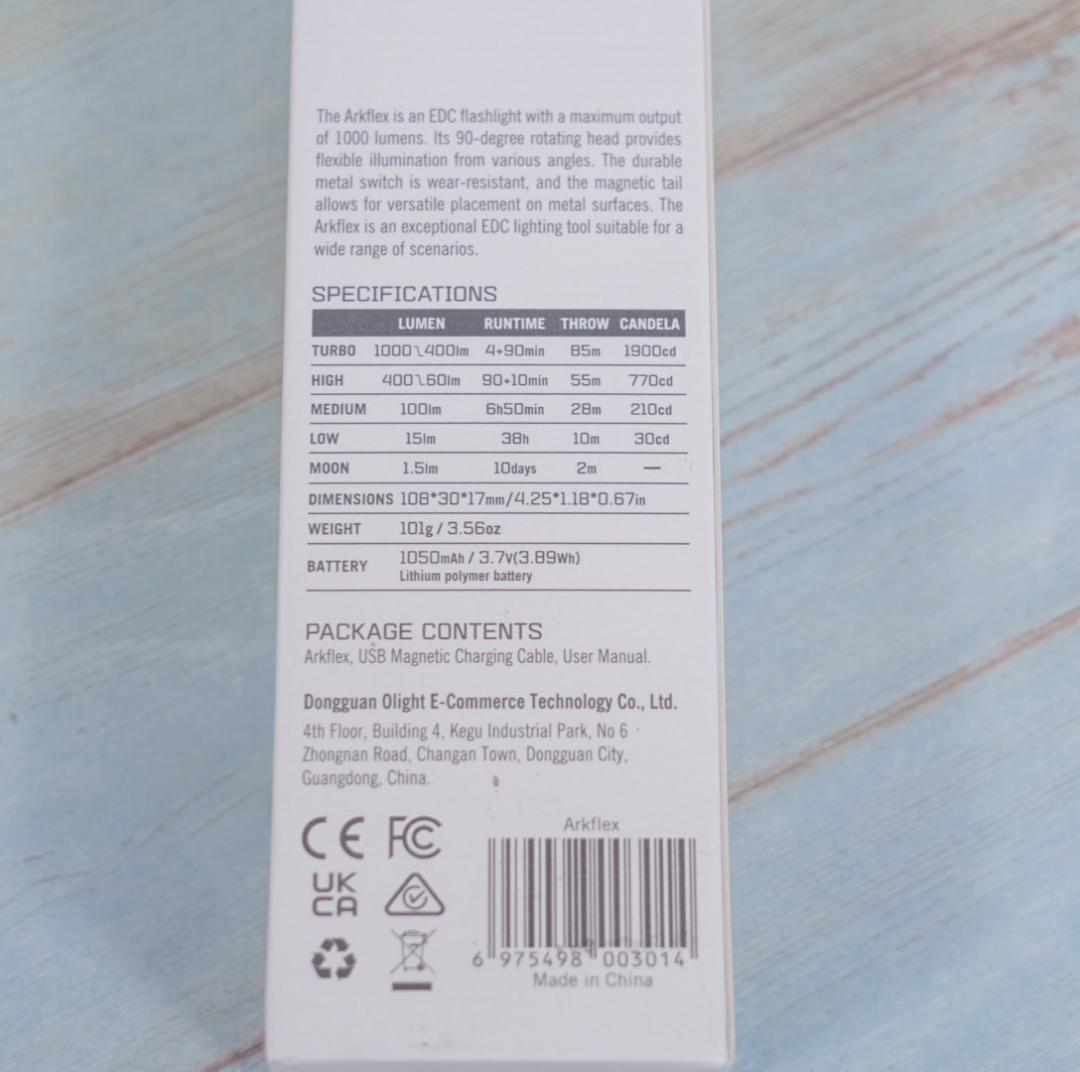 The Arkflex is an EDC flashlight with a maximum output
of 1000 lumens. Its 90-degree rotating head provides
flexible illumination from various angles. The durable
metal switch is wear-resistant, and the magnetic tail
allows for versatile placement on metal surfaces. The
Arkflex is an exceptional EDC lighting tool suitable for a
wide range of scenarios.
SPECIFICATIONS
LUMEN RUNTIME THROW CANDELA
TURBO 1000~400lm 4+90min 85m 1900cd
HIGH 400~60lm 90+10min 55m 770cd
MEDIUM 100lm 6h50min 28m 210cd
LOW 15lm 38h 10m 30cd
MOON 1.5lm 10days 2m —
DIMENSIONS 108*30*17mm/4.25*1.18*0.67in
WEIGHT 101g / 3.56oz
BATTERY 1050mAh / 3.7V(3.89Wh)
Lithium polymer battery
PACKAGE CONTENTS
Arkflex, USB Magnetic Charging Cable, User Manual.
Dongguan Olight E-Commerce Technology Co., Ltd.
4th Floor, Building 4, Kegu Industrial Park, No 6
Zhongnan Road, Changan Town, Dongguan City,
Guangdong, China.
CE FC
UK
CA
Arkflex
6 975498 003014
Made in China